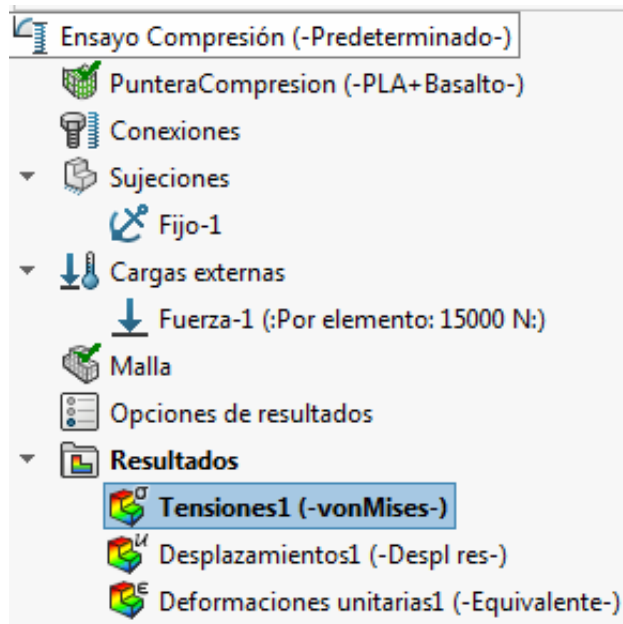 Ensayo Compresión (-Predeterminado-)
PunteraCompresion (-PLA+Basalto-)
Conexiones
Sujeciones
Fijo-1
Cargas externas
Fuerza-1 (:Por elemento: 15000 N:)
Malla
Opciones de resultados
Resultados
Tensiones1 (-vonMises-)
Desplazamientos1 (-Despl res-)
Deformaciones unitarias1 (-Equivalente-)